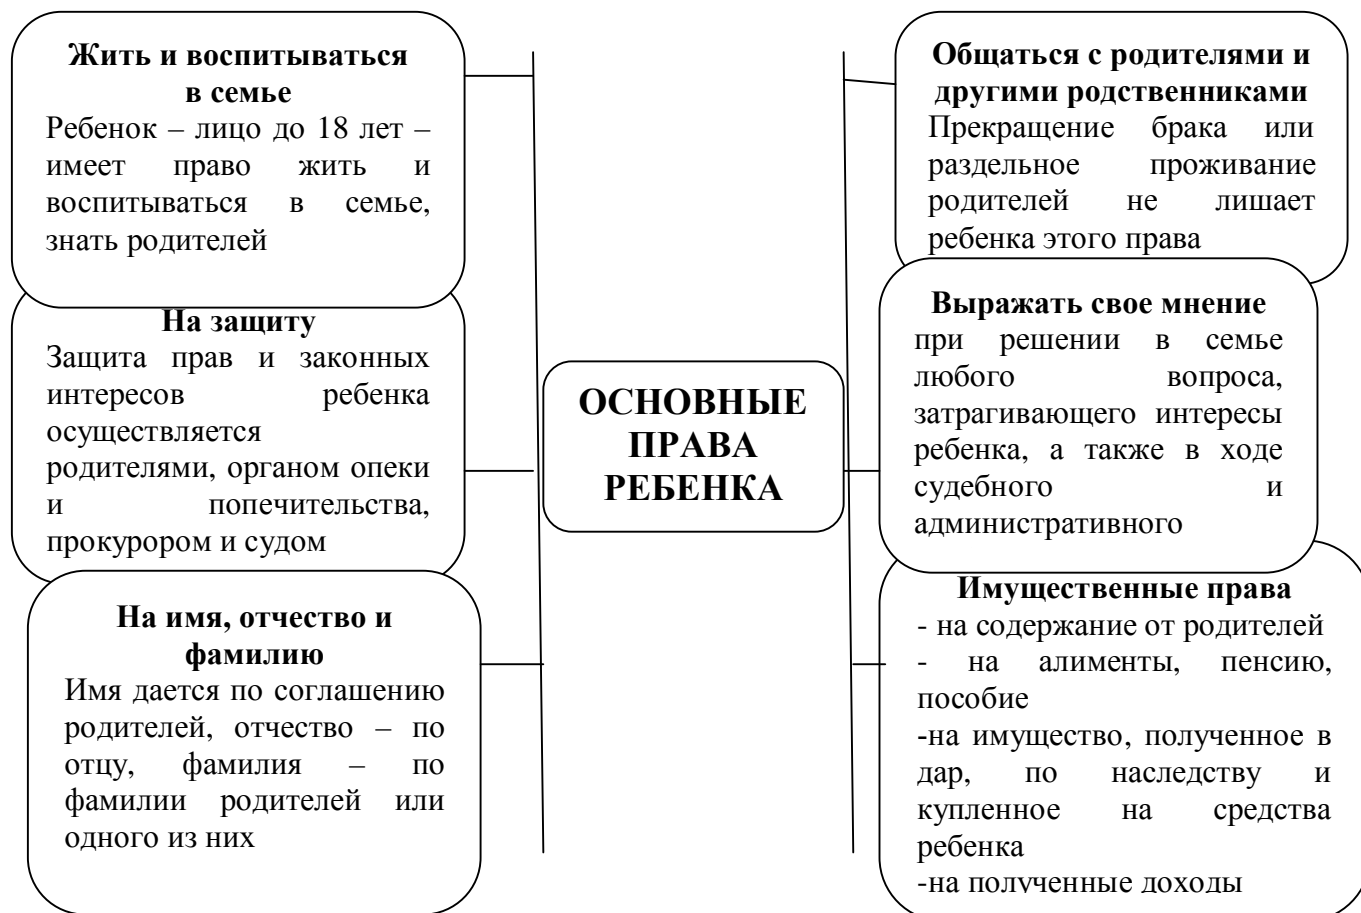 Жить и воспитываться
в семье
Ребенок – лицо до 18 лет –
имеет право жить и
воспитываться в семье,
знать родителей
На защиту
Защита прав и законных
интересов ребенка
осуществляется
родителями, органом опеки
и попечительства,
прокурором и судом
На имя, отчество и
фамилию
Имя дается по соглашению
родителей, отчество – по
отцу, фамилия – по
фамилии родителей или
одного из них
ОСНОВНЫЕ
ПРАВА
РЕБЕНКА
Общаться с родителями и
другими родственниками
Прекращение брака или
раздельное проживание
родителей не лишает
ребенка этого права
Выражать свое мнение
при решении в семье
любого вопроса,
затрагивающего интересы
ребенка, а также в ходе
судебного и
административного
Имущественные права
- на содержание от родителей
- на алименты, пенсию,
пособие
-на имущество, полученное в
дар, по наследству и
купленное на средства
ребенка
-на полученные доходы